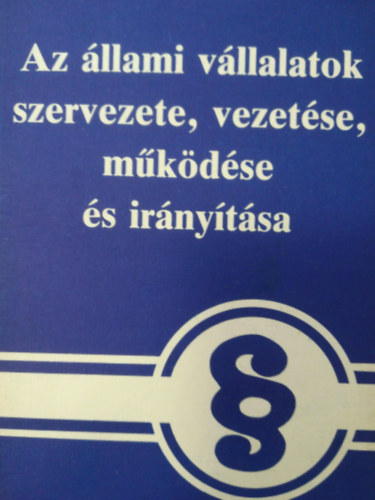 Az állami vállalatok
szervezete, vezetése,
működése
és irányítása
§